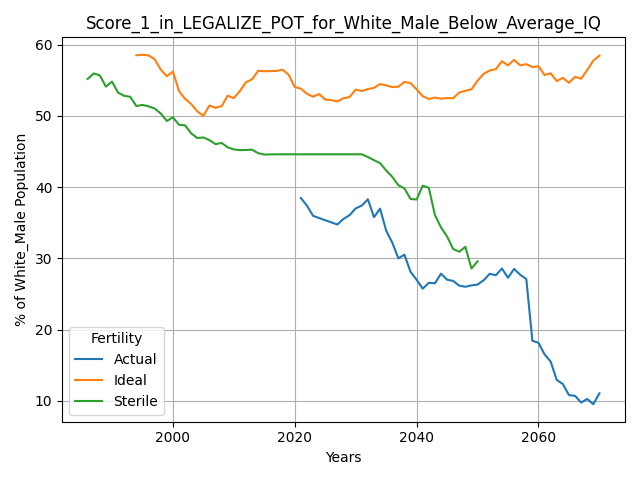 Score_1_in_LEGALIZE_POT_for_White_Male_Below_Average_IQ
% of White_Male Population
60
50
40
30
20
10
Fertility
Actual
Ideal
Sterile
2000
2020
2040
2060
Years